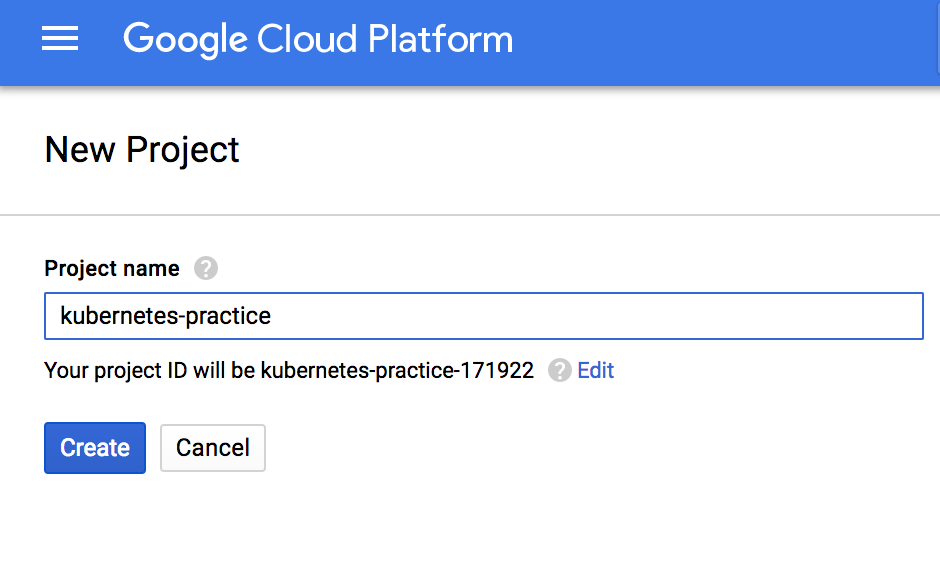 Google Cloud Platform
New Project
Project name ?
kubernetes-practice
Your project ID will be kubernetes-practice-171922 ? Edit
Create Cancel